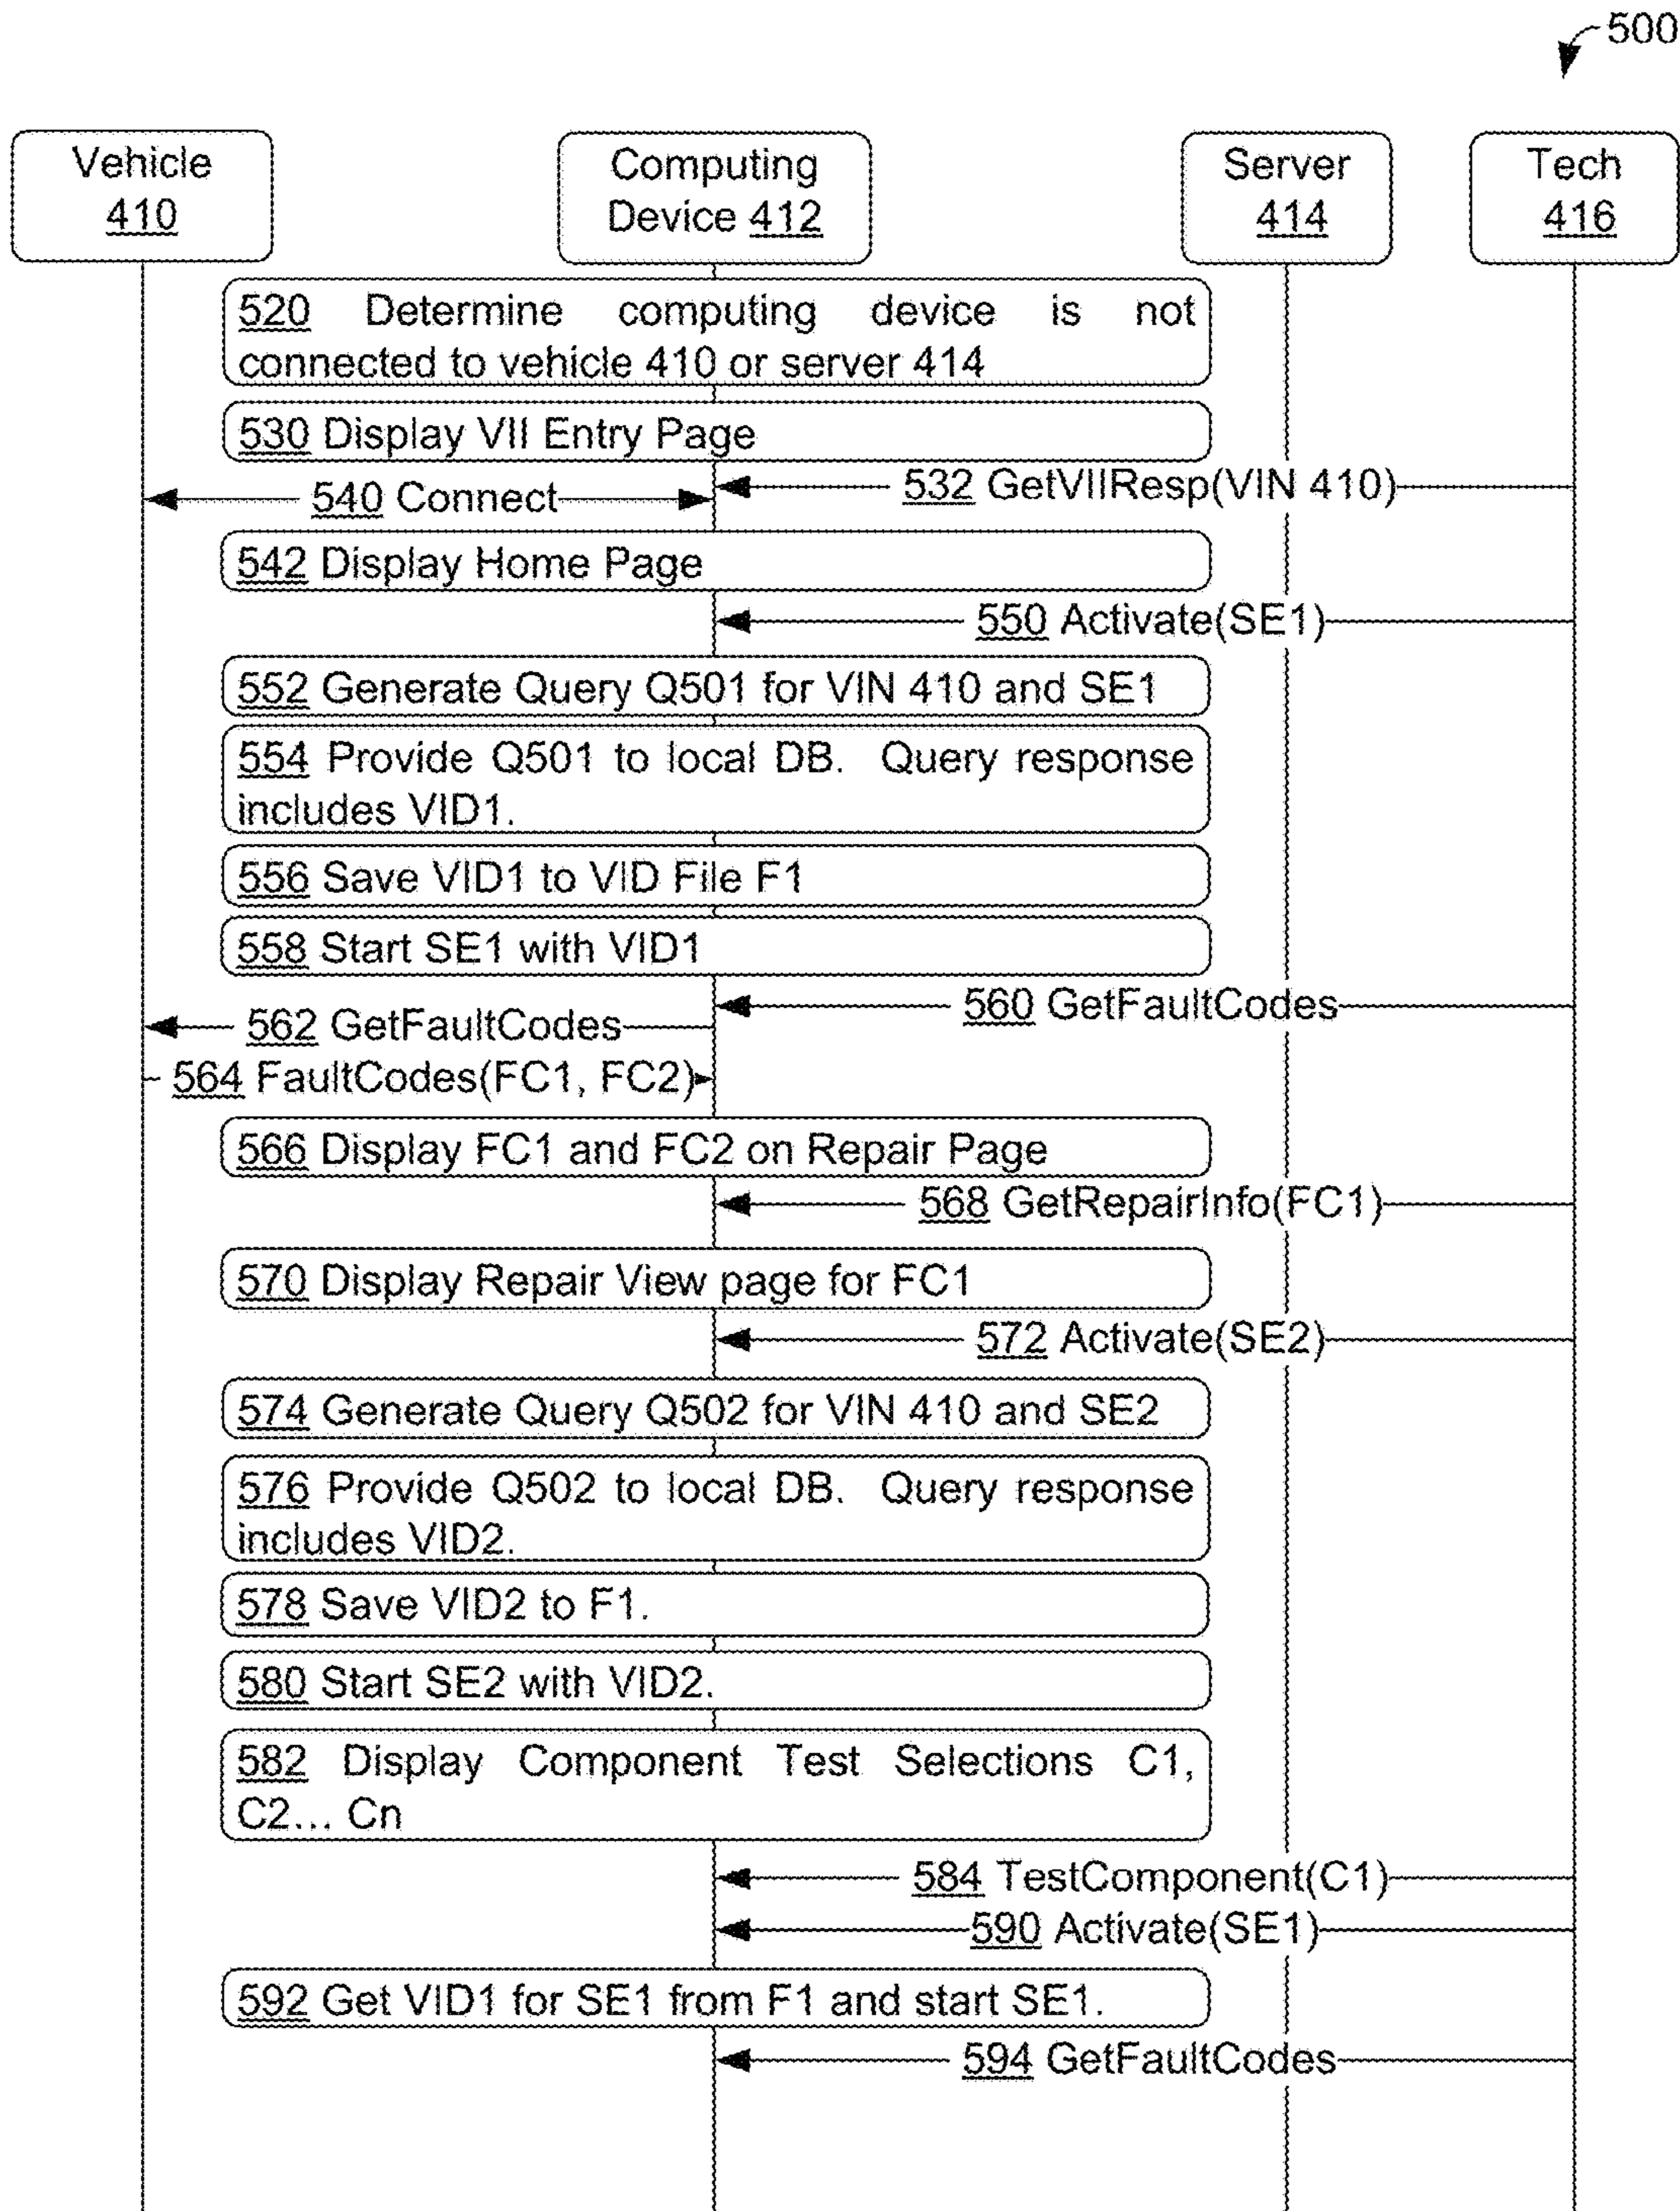 500
Vehicle
410
Computing
Device 412
Server
414
Tech
416
520 Determine computing device is not
connected to vehicle 410 or server 414
530 Display VII Entry Page
532 GetVIIResp(VIN 410)
540 Connect
542 Display Home Page
550 Activate(SE1)
552 Generate Query Q501 for VIN 410 and SE1
554 Provide Q501 to local DB. Query response
includes VID1.
556 Save VID1 to VID File F1
558 Start SE1 with VID1
560 GetFaultCodes
562 GetFaultCodes
564 FaultCodes(FC1, FC2)
566 Display FC1 and FC2 on Repair Page
568 GetRepairInfo(FC1)
570 Display Repair View page for FC1
572 Activate(SE2)
574 Generate Query Q502 for VIN 410 and SE2
576 Provide Q502 to local DB. Query response
includes VID2.
578 Save VID2 to F1.
580 Start SE2 with VID2.
582 Display Component Test Selections C1,
C2... Cn
584 TestComponent(C1)
590 Activate(SE1)
592 Get VID1 for SE1 from F1 and start SE1.
594 GetFaultCodes